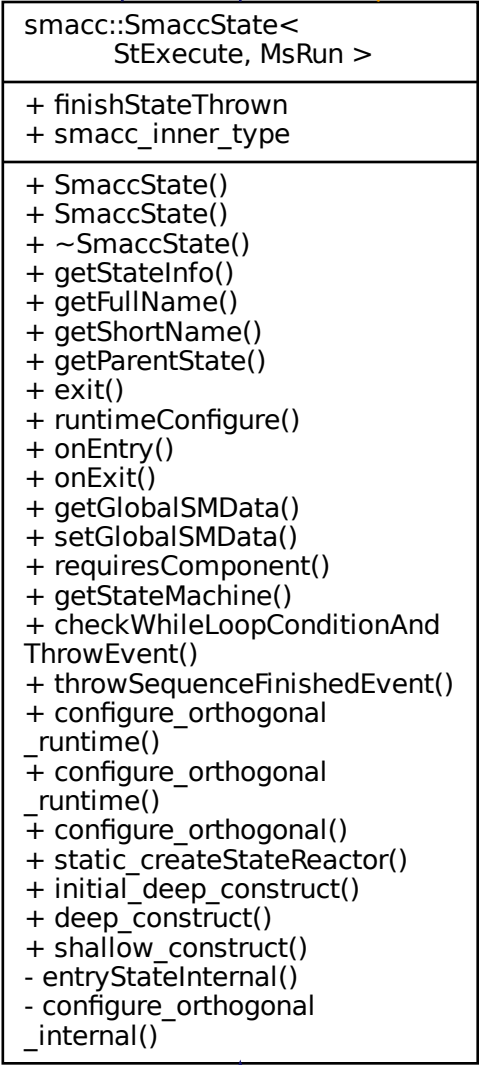 smacc::SmaccState<
StExecute, MsRun >
+ finishStateThrown
+ smacc_inner_type
+ SmaccState()
+ SmaccState()
+ ~SmaccState()
+ getStateInfo()
+ getFullName()
+ getShortName()
+ getParentState()
+ exit()
+ runtimeConfigure()
+ onEntry()
+ onExit()
+ getGlobalSMData()
+ setGlobalSMData()
+ requiresComponent()
+ getStateMachine()
+ checkWhileLoopConditionAnd
ThrowEvent()
+ throwSequenceFinishedEvent()
+ configure_orthogonal
_runtime()
+ configure_orthogonal
_runtime()
+ configure_orthogonal()
+ static_createStateReactor()
+ initial_deep_construct()
+ deep_construct()
+ shallow_construct()
- entryStateInternal()
- configure_orthogonal
_internal()